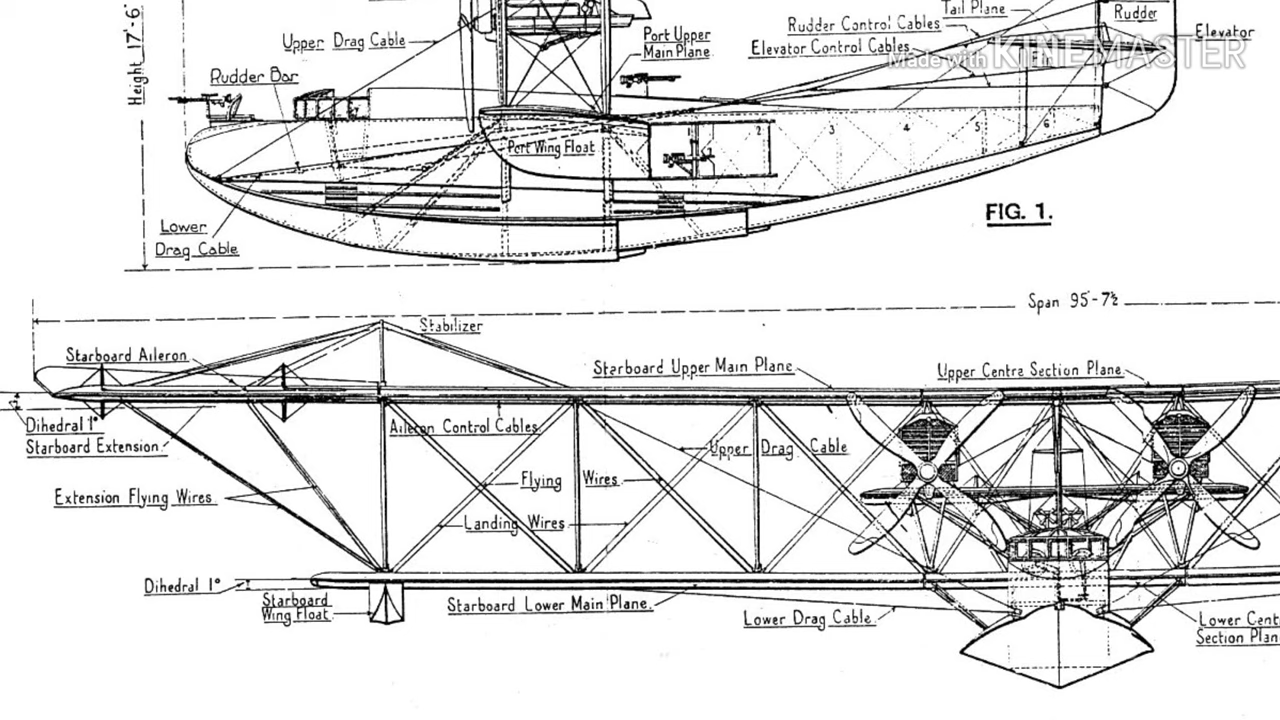 Tail Plane
Rudder
Rudder Control Cables
Elevator
Port Upper
Main Plane
Upper Drag Cable
Elevator Control Cables
Made with KINEMASTER
Fin
Rudder Bar
Height 17'-6"
2
3
4
5
6
Port Wing Float
FIG. 1.
Lower
Drag Cable
Span 95'-7½
Stabilizer
Starboard Aileron
Starboard Upper Main Plane
Upper Centre Section Plane
Dihedral 1°
Starboard Extension
Aileron Control Cables
Upper Drag Cable
Flying Wires
Extension Flying Wires
Landing Wires
Dihedral 1°
Starboard
Wing Float
Starboard Lower Main Plane
Lower Drag Cable
Lower Cent
Section Plan